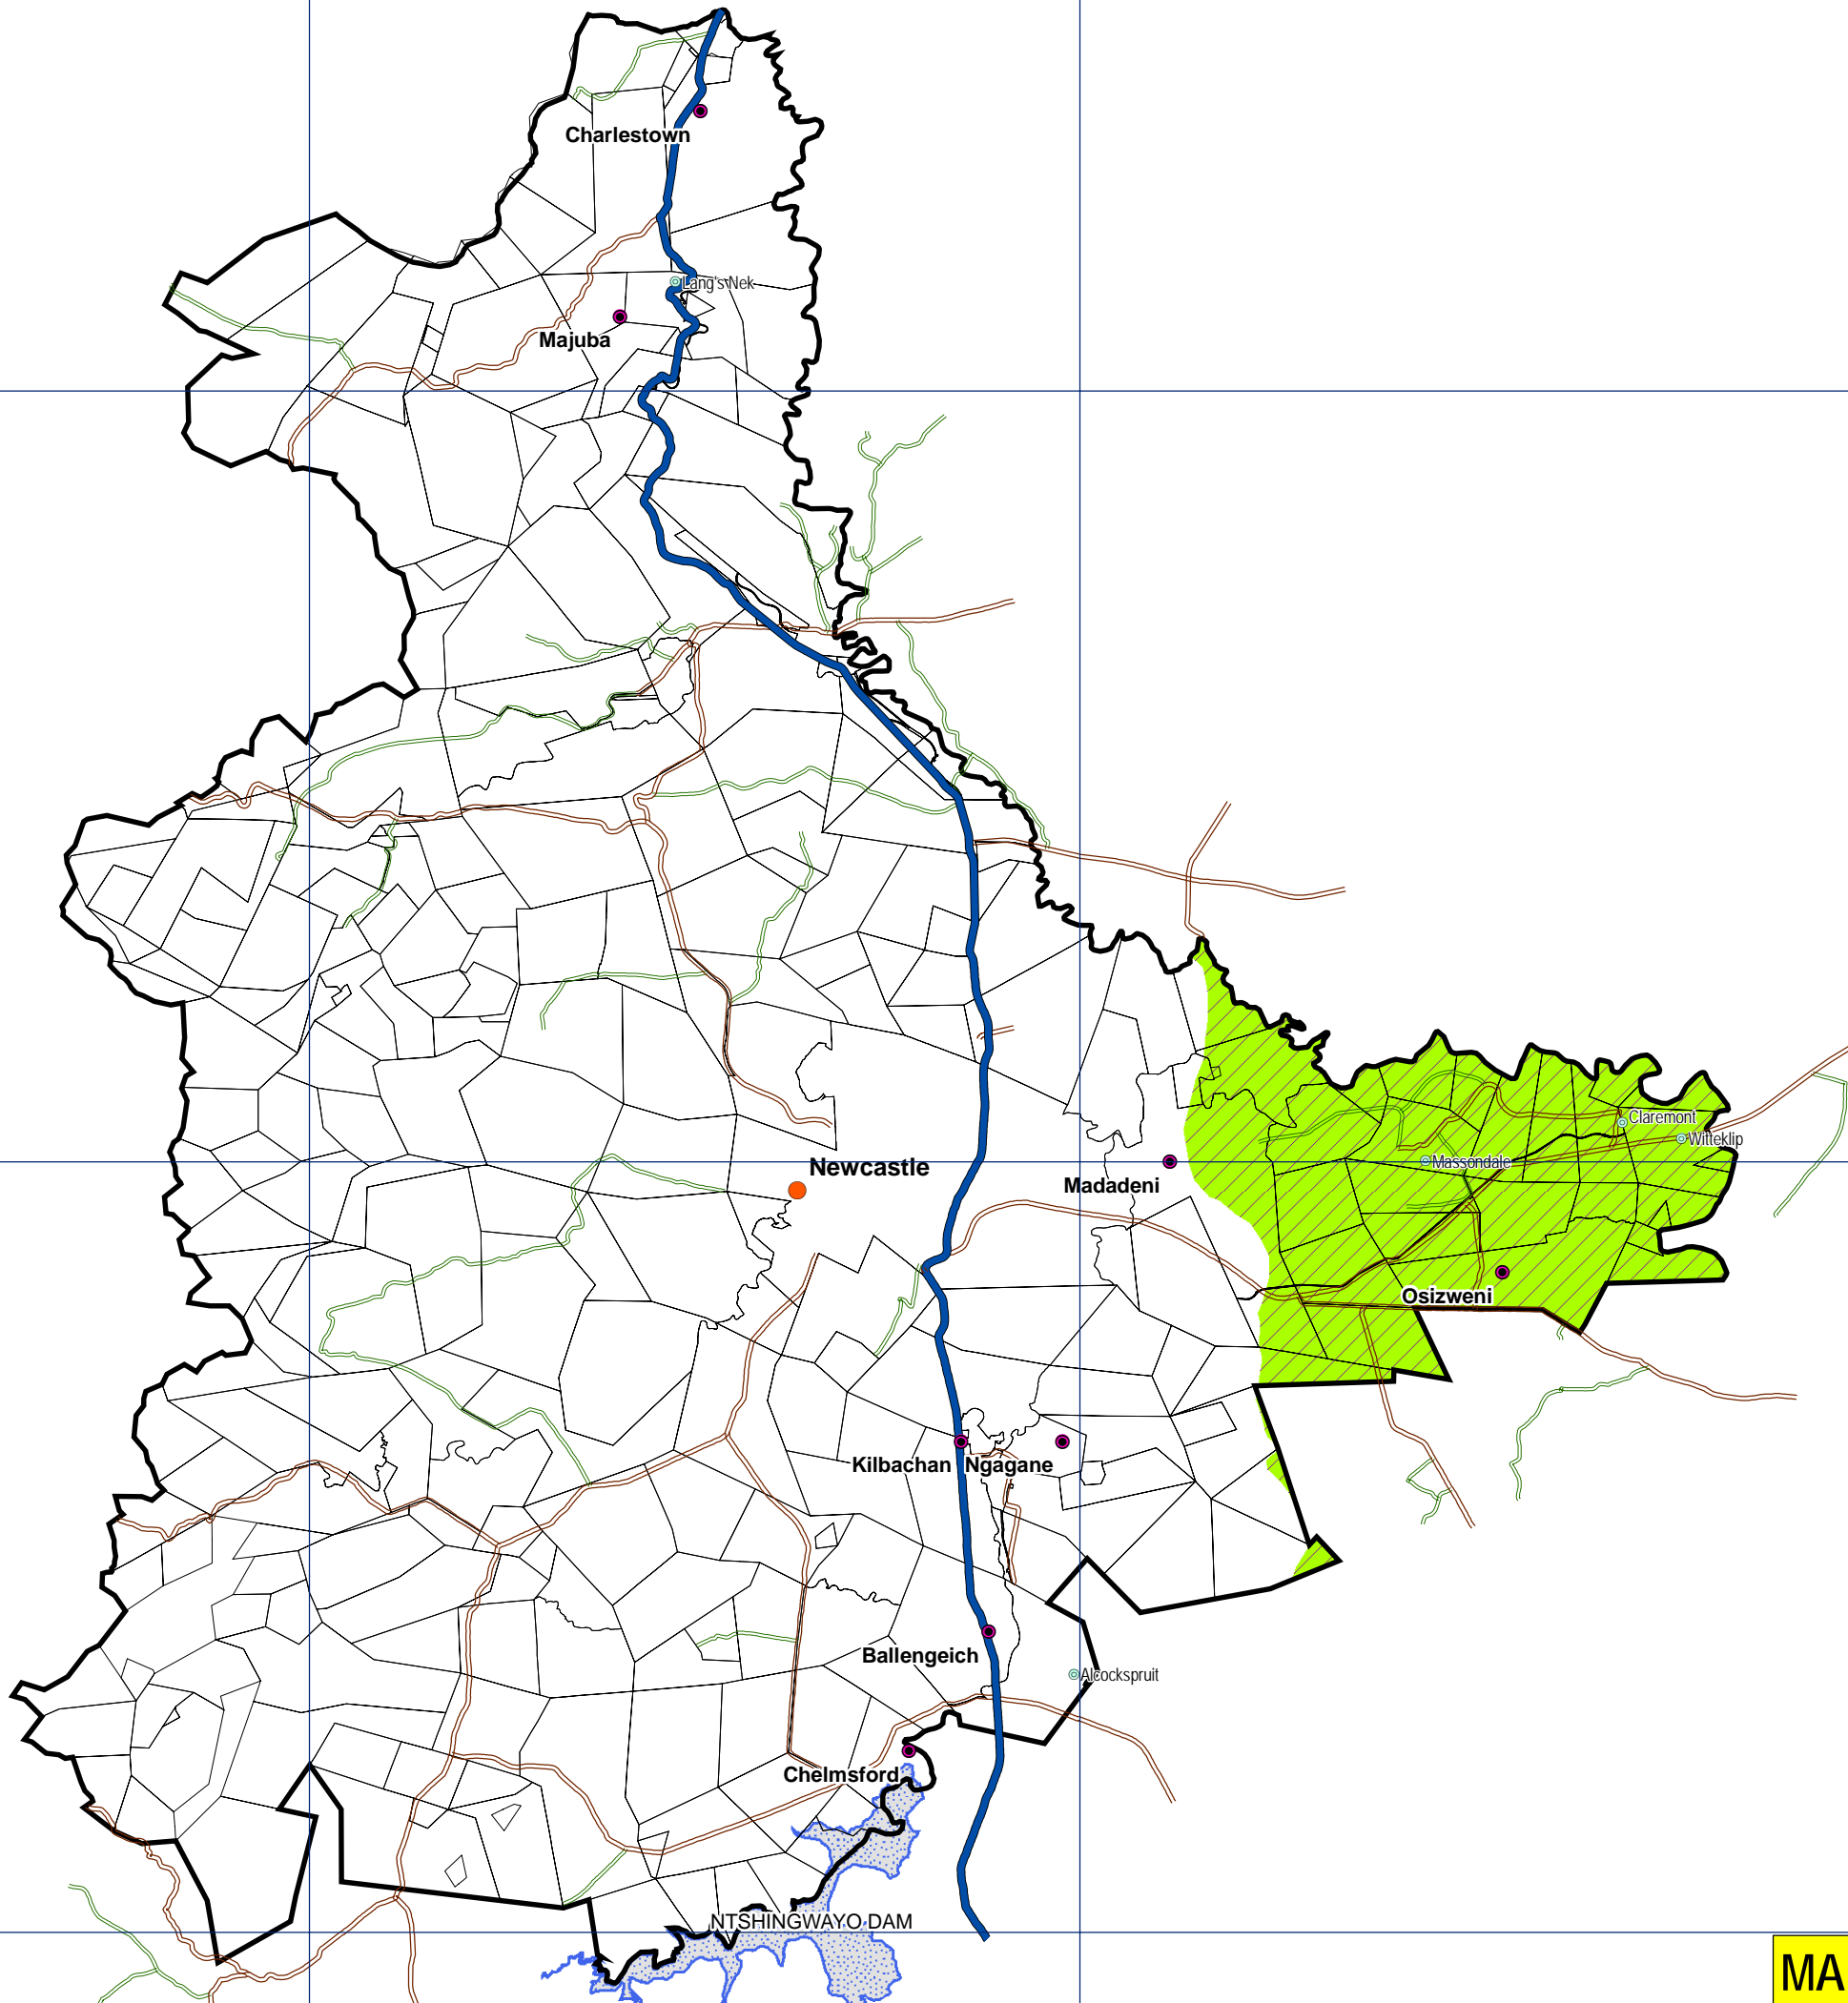 Charlestown
Lang's Nek
Majuba
Claremont
Witteklip
Massondale
Newcastle
Madadeni
Osizweni
Kilbachan
Ngagane
Ballengeich
Alcockspruit
Chelmsford
NTSHINGWAYO DAM
MA